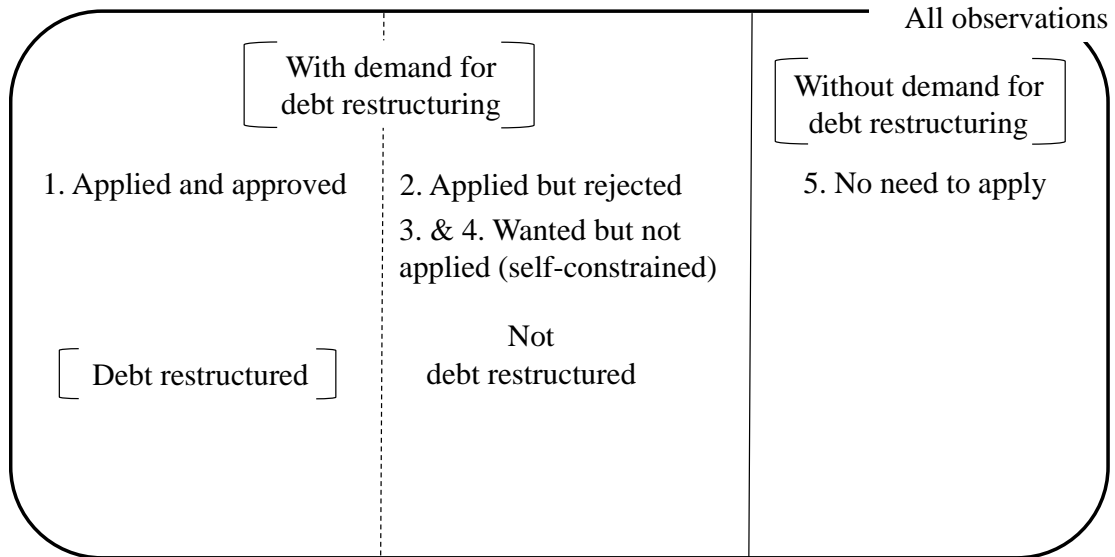 All observations
With demand for
debt restructuring
Without demand for
debt restructuring
1. Applied and approved
2. Applied but rejected
3. & 4. Wanted but not
applied (self-constrained)
5. No need to apply
Debt restructured
Not
debt restructured